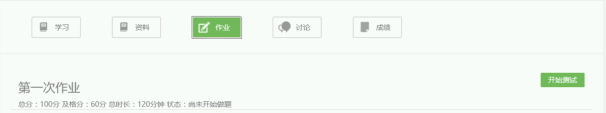 学习 资料 作业 讨论 成绩
开始测试
第一次作业
总分：100分 及格分：60分 总时长：120分钟 状态：尚未开始做题